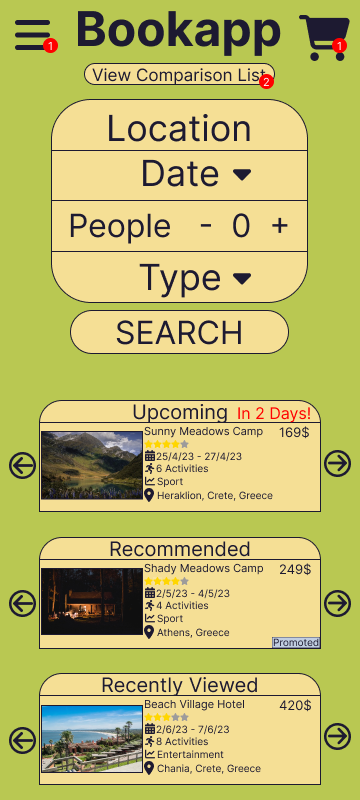 Bookapp
1
1
View Comparison List
2
Location
Date
People - 0 +
Type
SEARCH
Upcoming In 2 Days!
Sunny Meadows Camp 169$
25/4/23 - 27/4/23
6 Activities
Sport
Heraklion, Crete, Greece
Recommended
Shady Meadows Camp 249$
2/5/23 - 4/5/23
4 Activities
Sport
Athens, Greece
Promoted
Recently Viewed
Beach Village Hotel 420$
2/6/23 - 7/6/23
8 Activities
Entertainment
Chania, Crete, Greece